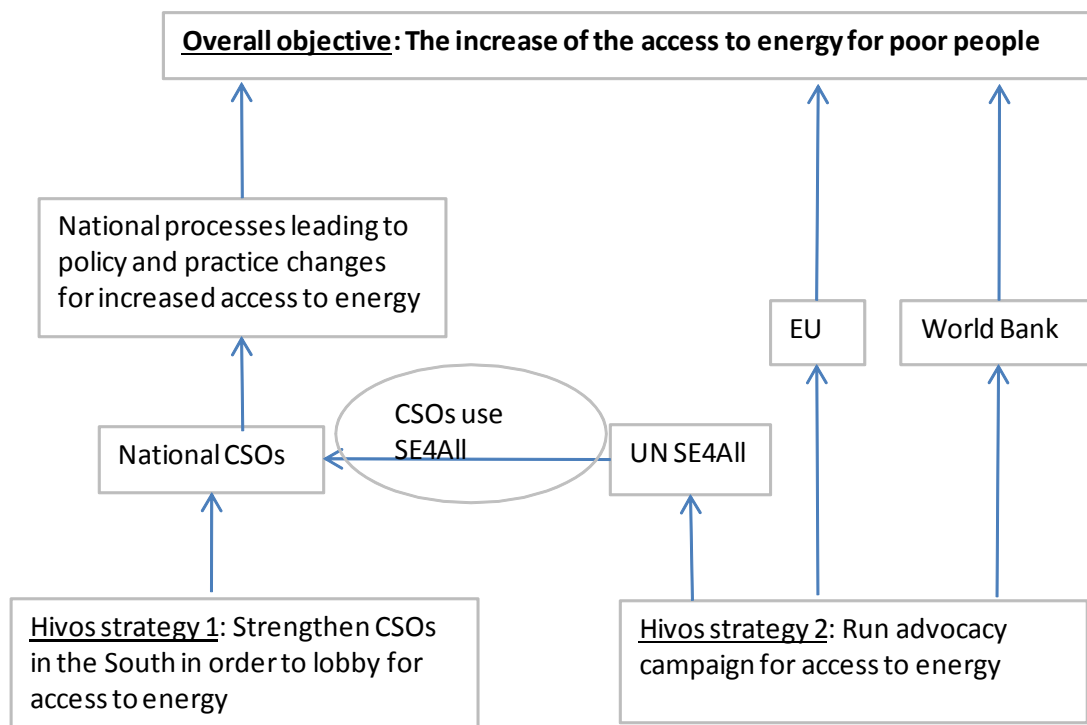 Overall objective: The increase of the access to energy for poor people
National processes leading to
policy and practice changes
for increased access to energy
EU
World Bank
CSOs use
SE4All
National CSOs
UN SE4All
Hivos strategy 1: Strengthen CSOs
in the South in order to lobby for
access to energy
Hivos strategy 2: Run advocacy
campaign for access to energy